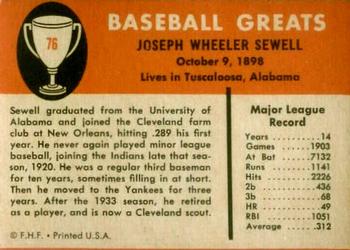 BASEBALL GREATS
76
JOSEPH WHEELER SEWELL
October 9, 1898
Lives in Tuscaloosa, Alabama
Sewell graduated from the University of
Alabama and joined the Cleveland farm
club at New Orleans, hitting .289 his first
year. He never again played minor league
baseball, joining the Indians late that sea-
son, 1920. He was a regular third baseman
for ten years, sometimes filling in at short.
Then he moved to the Yankees for three
years. After the 1933 season, he retired
as a player, and is now a Cleveland scout.
© F.H.F. • Printed U.S.A.
Major League
Record
Years 14
Games 1903
At Bat 7132
Runs 1141
Hits 2226
2b 436
3b 68
HR 49
RBI 1051
Average .312